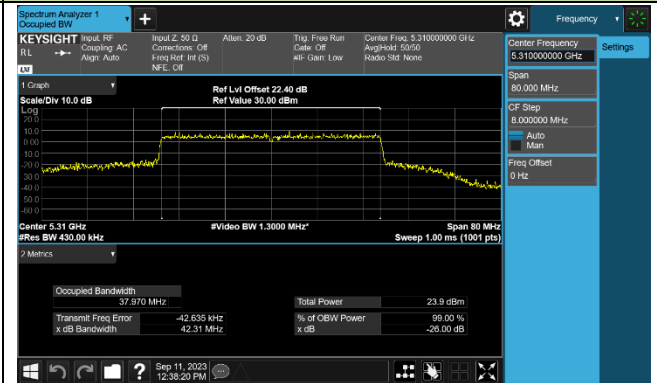 Spectrum Analyzer 1
Occupied BW
Frequency
KEYSIGHT
RL
LXI
Input: RF
Coupling: AC
Align: Auto
Input Z: 50 Ω
Corrections: Off
Freq Ref: Int (S)
NFE: Off
Atten: 20 dB
Trig: Free Run
Gate: Off
#IF Gain: Low
Center Freq: 5.310000000 GHz
Avg|Hold: 50/50
Radio Std: None
Center Frequency
5.310000000 GHz
Settings
Span
80.000 MHz
CF Step
8.000000 MHz
Auto
Man
Freq Offset
0 Hz
1 Graph
Scale/Div 10.0 dB
Ref Lvl Offset 22.40 dB
Ref Value 30.00 dBm
Log
20.0
10.0
0.00
-10.0
-20.0
-30.0
-40.0
-50.0
-60.0
Center 5.31 GHz
#Video BW 1.3000 MHz*
Span 80 MHz
#Res BW 430.00 kHz
Sweep 1.00 ms (1001 pts)
2 Metrics
Occupied Bandwidth
37.970 MHz
Total Power
23.9 dBm
Transmit Freq Error
-42.635 kHz
% of OBW Power
99.00 %
x dB Bandwidth
42.31 MHz
x dB
-26.00 dB
Sep 11, 2023
12:38:20 PM